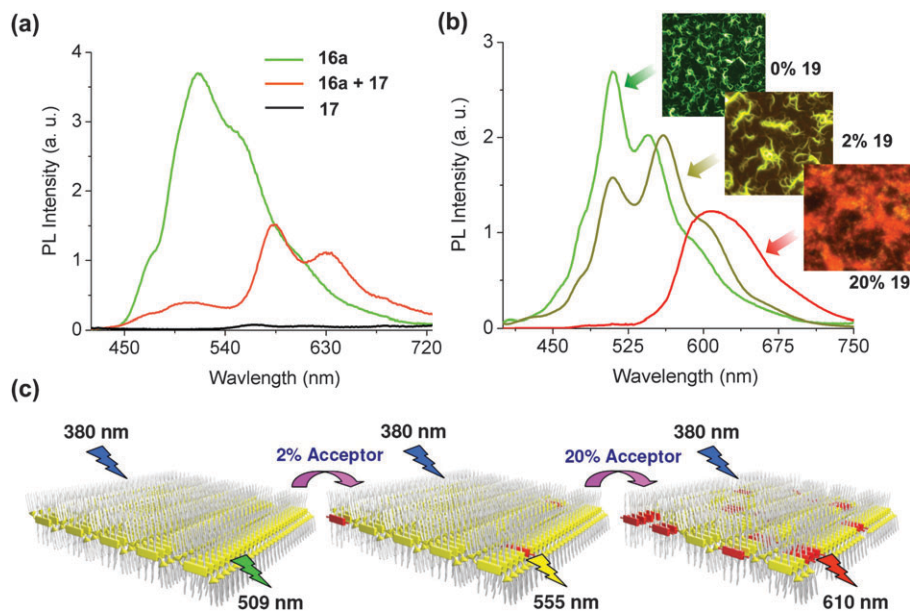 (a)
PL Intensity (a. u.)
4
3
2
1
0
16a
16a + 17
17
450
540
630
720
Wavlength (nm)
(b)
PL Intensity (a. u.)
3
2
1
0
0% 19
2% 19
20% 19
450
525
600
675
750
Wavelength (nm)
(c)
380 nm
2% Acceptor
380 nm
20% Acceptor
380 nm
509 nm
555 nm
610 nm